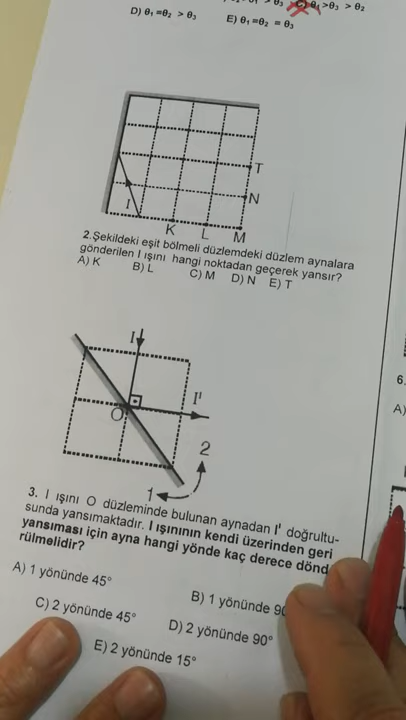 θ₃ C) θ₁ >θ₃ > θ₂
D) θ₁ =θ₂ > θ₃ E) θ₁ =θ₂ = θ₃
T
N
I
K L M
2.Şekildeki eşit bölmeli düzlemdeki düzlem aynalara
gönderilen I ışını hangi noktadan geçerek yansır?
A) K B) L C) M D) N E) T
I
I'
O
2
1
3. I ışını O düzleminde bulunan aynadan I' doğrultu-
sunda yansımaktadır. I ışınının kendi üzerinden geri
yansıması için ayna hangi yönde kaç derece
rülmelidir?
A) 1 yönünde 45°
B) 1 yönünde
C) 2 yönünde 45°
D) 2 yönünde 90°
E) 2 yönünde 15°
6.
A)